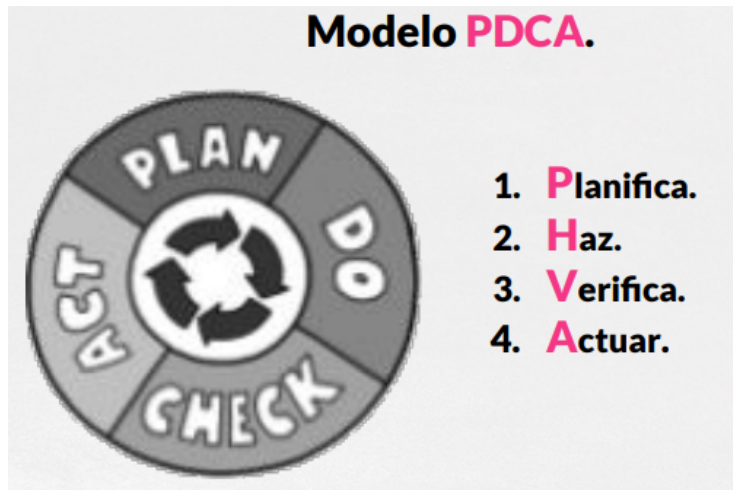 Modelo PDCA.
PLAN
DO
CHECK
ACT
1. Planifica.
2. Haz.
3. Verifica.
4. Actuar.